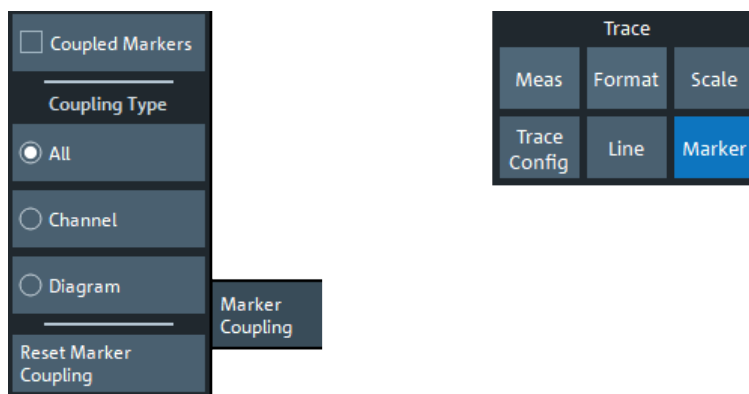 Coupled Markers
Coupling Type
All
Channel
Diagram
Reset Marker
Coupling
Marker
Coupling
Trace
Meas
Format
Scale
Trace
Config
Line
Marker